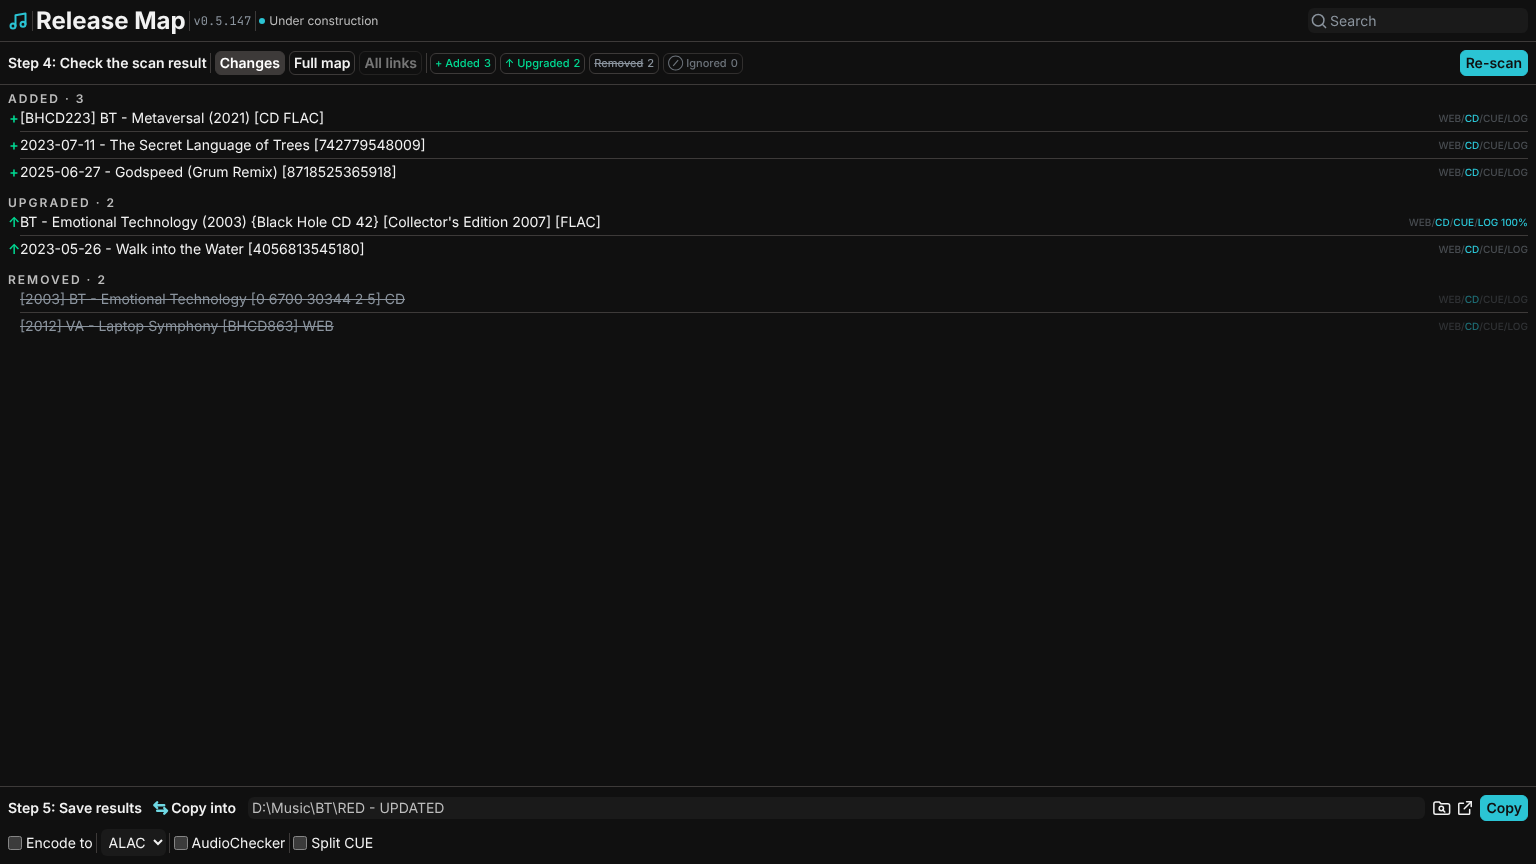 Release Map v0.5.147 Under construction Search
Step 4: Check the scan result Changes Full map All links + Added 3 ↑ Upgraded 2 Removed 2 Ignored 0 Re-scan
ADDED · 3
+ [BHCD223] BT - Metaversal (2021) [CD FLAC] WEB/CD/CUE/LOG
+ 2023-07-11 - The Secret Language of Trees [742779548009] WEB/CD/CUE/LOG
+ 2025-06-27 - Godspeed (Grum Remix) [8718525365918] WEB/CD/CUE/LOG
UPGRADED · 2
↑ BT - Emotional Technology (2003) {Black Hole CD 42} [Collector's Edition 2007] [FLAC] WEB/CD/CUE/LOG 100%
↑ 2023-05-26 - Walk into the Water [4056813545180] WEB/CD/CUE/LOG
REMOVED · 2
[2003] BT - Emotional Technology [0 6700 30344 2 5] CD WEB/CD/CUE/LOG
[2012] VA - Laptop Symphony [BHCD863] WEB WEB/CD/CUE/LOG
Step 5: Save results Copy into D:\Music\BT\RED - UPDATED Copy
Encode to ALAC AudioChecker Split CUE